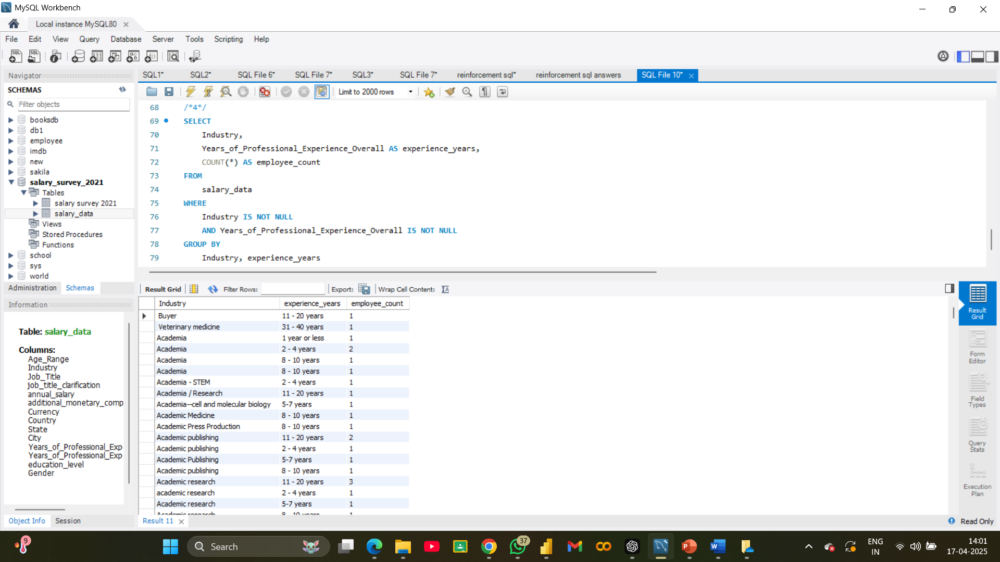 MySQL Workbench
Local instance MySQL80
File Edit View Query Database Server Tools Scripting Help
Navigator
SCHEMAS
Filter objects
booksdb
db1
employee
imdb
new
sakila
salary_survey_2021
Tables
salary survey 2021
salary_data
Views
Stored Procedures
Functions
school
sys
world
Administration Schemas
Information
Table: salary_data
Columns:
Age_Range
Industry
Job_Title
job_title_clarification
annual_salary
additional_monetary_comp
Currency
Country
State
City
Years_of_Professional_Exp
Years_of_Professional_Exp
education_level
Gender
Object Info Session
SQL1* SQL2* SQL File 6* SQL File 7* SQL3* SQL File 7* reinforcement sql* reinforcement sql answers SQL File 10*
Limit to 2000 rows
68 /*4*/
69 SELECT
70 Industry,
71 Years_of_Professional_Experience_Overall AS experience_years,
72 COUNT(*) AS employee_count
73 FROM
74 salary_data
75 WHERE
76 Industry IS NOT NULL
77 AND Years_of_Professional_Experience_Overall IS NOT NULL
78 GROUP BY
79 Industry, experience_years
Result Grid Filter Rows: Export: Wrap Cell Content:
Industry experience_years employee_count
Buyer 11 - 20 years 1
Veterinary medicine 31 - 40 years 1
Academia 1 year or less 1
Academia 2 - 4 years 2
Academia 8 - 10 years 1
Academia 8 - 10 years 1
Academia - STEM 2 - 4 years 1
Academia / Research 11 - 20 years 1
Academia--cell and molecular biology 5-7 years 1
Academic Medicine 8 - 10 years 1
Academic Press Production 8 - 10 years 1
Academic publishing 11 - 20 years 2
Academic publishing 2 - 4 years 1
Academic Publishing 5-7 years 1
Academic publishing 8 - 10 years 1
Academic research 11 - 20 years 3
academic research 2 - 4 years 1
Academic research 5-7 years 1
Academic research 8 - 10 years 1
Result 11
Result
Grid
Form
Editor
Field
Types
Query
Stats
Execution
Plan
Read Only
9
Search
37
ENG
IN
14:01
17-04-2025